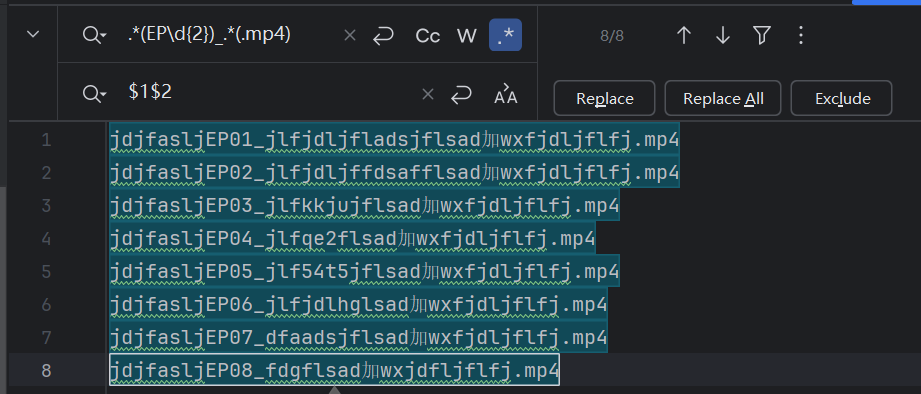 .*(EP\d{2})_.*(.mp4)
Cc W .*
8/8
$1$2
Replace Replace All Exclude
1 jdjfasljEP01_jlfjdljfladsjflsad加wxfjdljflfj.mp4
2 jdjfasljEP02_jlfjdljffdsafflsad加wxfjdljflfj.mp4
3 jdjfasljEP03_jlfkkjujflsad加wxfjdljflfj.mp4
4 jdjfasljEP04_jlfqe2flsad加wxfjdljflfj.mp4
5 jdjfasljEP05_jlf54t5jflsad加wxfjdljflfj.mp4
6 jdjfasljEP06_jlfjdlhglsad加wxfjdljflfj.mp4
7 jdjfasljEP07_dfaadsjflsad加wxfjdljflfj.mp4
8 jdjfasljEP08_fdgflsad加wxjdfljflfj.mp4